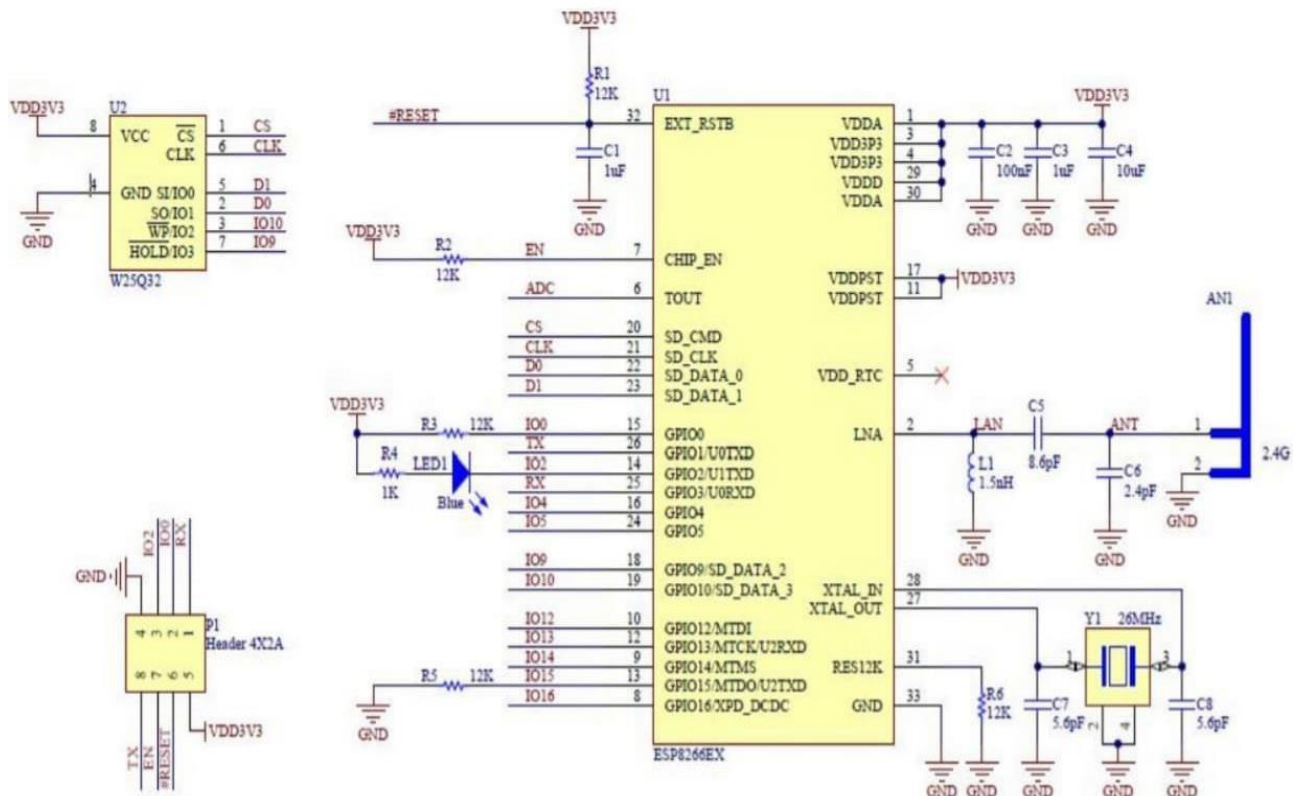 VDD3V3
U2
8 VCC CS 1 CS
CLK 6 CLK
4 GND SI/IO0 5 D1
SO/IO1 2 D0
WP/IO2 3 IO10
HOLD/IO3 7 IO9
GND
W25Q32
VDD3V3
R1
12K
#RESET
C1
1uF
GND
VDD3V3
R2
12K
EN
ADC
CS
CLK
D0
D1
VDD3V3
R3 12K IO0
TX
R4 LED1 IO2
1K Blue RX
IO4
IO5
IO9
IO10
IO12
IO13
IO14
R5 12K IO15
IO16
GND
U1
32 EXT_RSTB
7 CHIP_EN
6 TOUT
20 SD_CMD
21 SD_CLK
22 SD_DATA_0
23 SD_DATA_1
15 GPIO0
26 GPIO1/U0TXD
14 GPIO2/U1TXD
25 GPIO3/U0RXD
16 GPIO4
24 GPIO5
18 GPIO9/SD_DATA_2
19 GPIO10/SD_DATA_3
10 GPIO12/MTDI
12 GPIO13/MTCK/U2RXD
9 GPIO14/MTMS
13 GPIO15/MTDO/U2TXD
8 GPIO16/XPD_DCDC
ESP8266EX
VDDA 1
VDD3P3 3
VDD3P3 4
VDDD 29
VDDA 30
VDDPST 17
VDDPST 11
VDD_RTC 5
LNA 2
XTAL_IN 28
XTAL_OUT 27
RES12K 31
GND 33
VDD3V3
C2
100nF
C3
1uF
C4
10uF
GND GND GND
VDD3V3
AN1
LAN C5 ANT 1
8.6pF
L1
1.5nH
C6
2.4pF
2
2.4G
GND
GND GND
Y1 26MHz
1 3
2 4
R6
12K
C7
5.6pF
C8
5.6pF
GND GND GND GND GND
IO2
IO0
RX
GND
4 3 2 1
P1
Header 4X2A
8 7 6 5
VDD3V3
TX
EN
#RESET